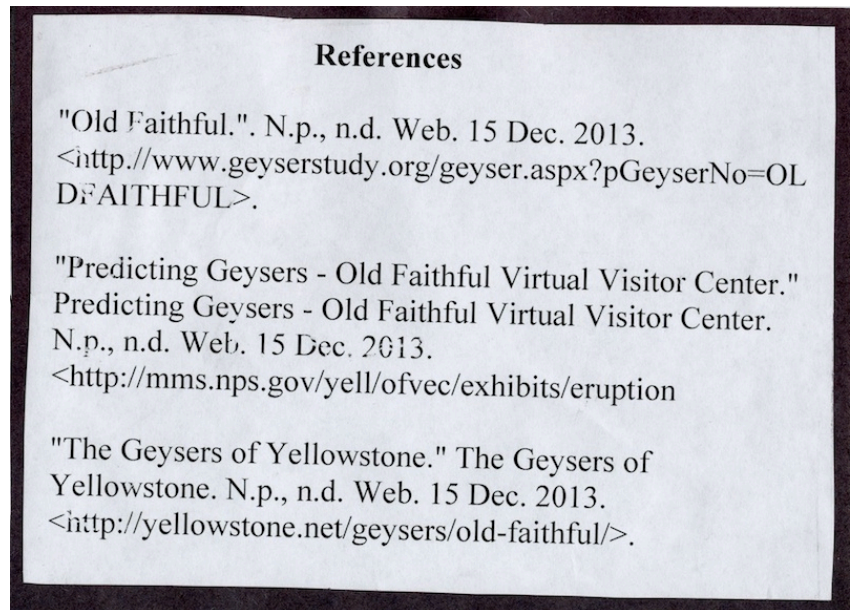 References
"Old Faithful.". N.p., n.d. Web. 15 Dec. 2013.
<http://www.geyserstudy.org/geyser.aspx?pGeyserNo=OL
DFAITHFUL>.
"Predicting Geysers - Old Faithful Virtual Visitor Center."
Predicting Geysers - Old Faithful Virtual Visitor Center.
N.p., n.d. Web. 15 Dec. 2013.
<http://mms.nps.gov/yell/ofvec/exhibits/eruption
"The Geysers of Yellowstone." The Geysers of
Yellowstone. N.p., n.d. Web. 15 Dec. 2013.
<http://yellowstone.net/geysers/old-faithful/>.